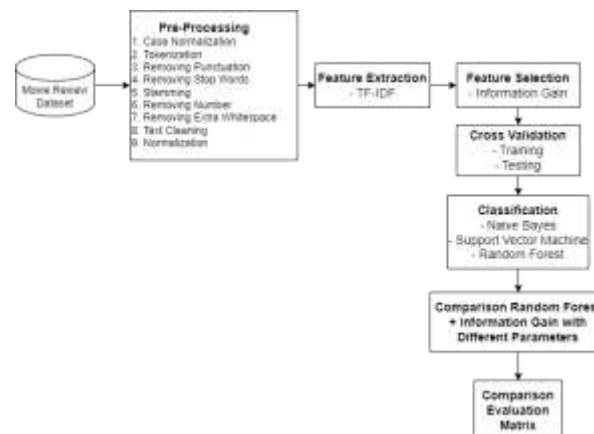 Movie Review
Dataset
Pre-Processing
1. Case Normalization
2. Tokenization
3. Removing Punctuation
4. Removing Stop Words
5. Stemming
6. Removing Number
7. Removing Extra Whitespace
8. Text Cleaning
9. Normalization
Feature Extraction
- TF-IDF
Feature Selection
- Information Gain
Cross Validation
- Training
- Testing
Classification
- Naive Bayes
- Support Vector Machine
- Random Forest
Comparison Random Fores
+ Information Gain with
Different Parameters
Comparison
Evaluation
Matrix